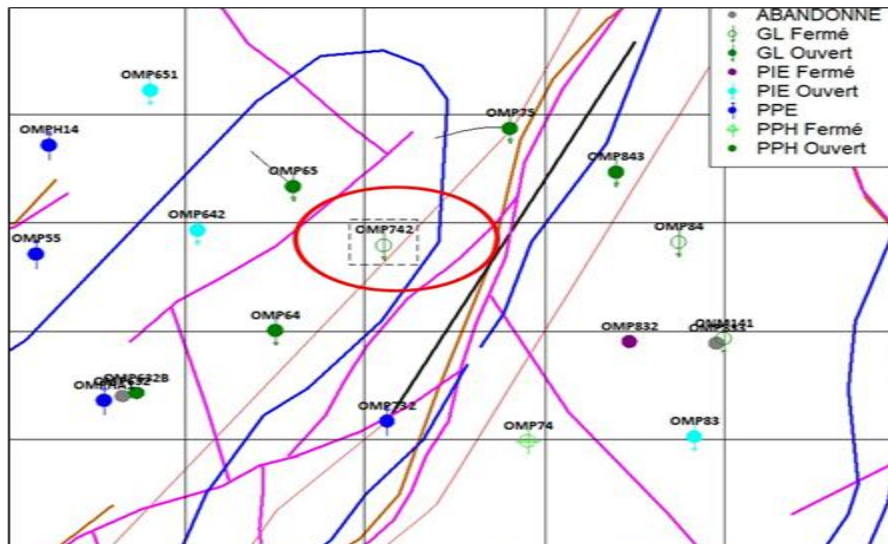 ABANDONNE
GL Fermé
GL Ouvert
PIE Fermé
PIE Ouvert
PPE
PPH Fermé
PPH Ouvert
OMP651
OMPH14
OMP75
OMP65
OMP843
OMP642
OMP742
OMP84
OMP55
OMP64
OMP832
ONM141
OMP632B
OMP732
OMP74
OMP83